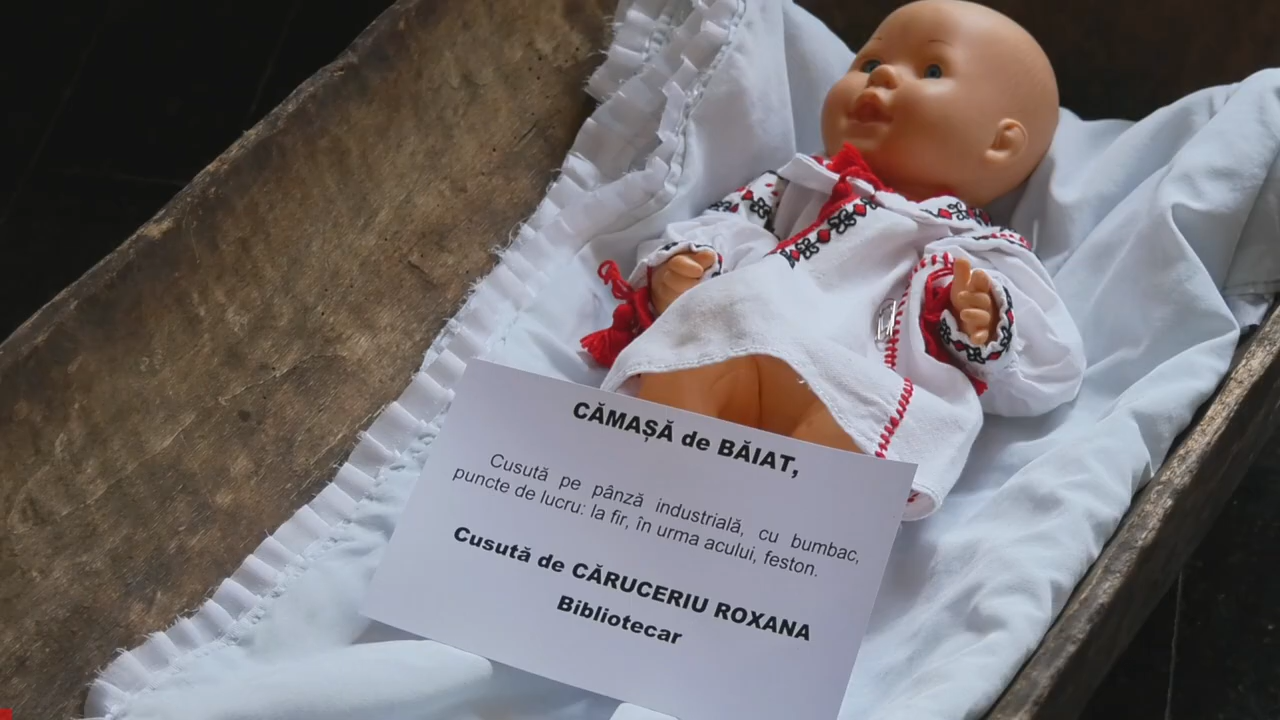 CĂMAȘĂ de BĂIAT,
Cusută pe pânză industrială, cu bumbac,
puncte de lucru: la fir, în urma acului, feston.
Cusută de CĂRUCERIU ROXANA
Bibliotecar